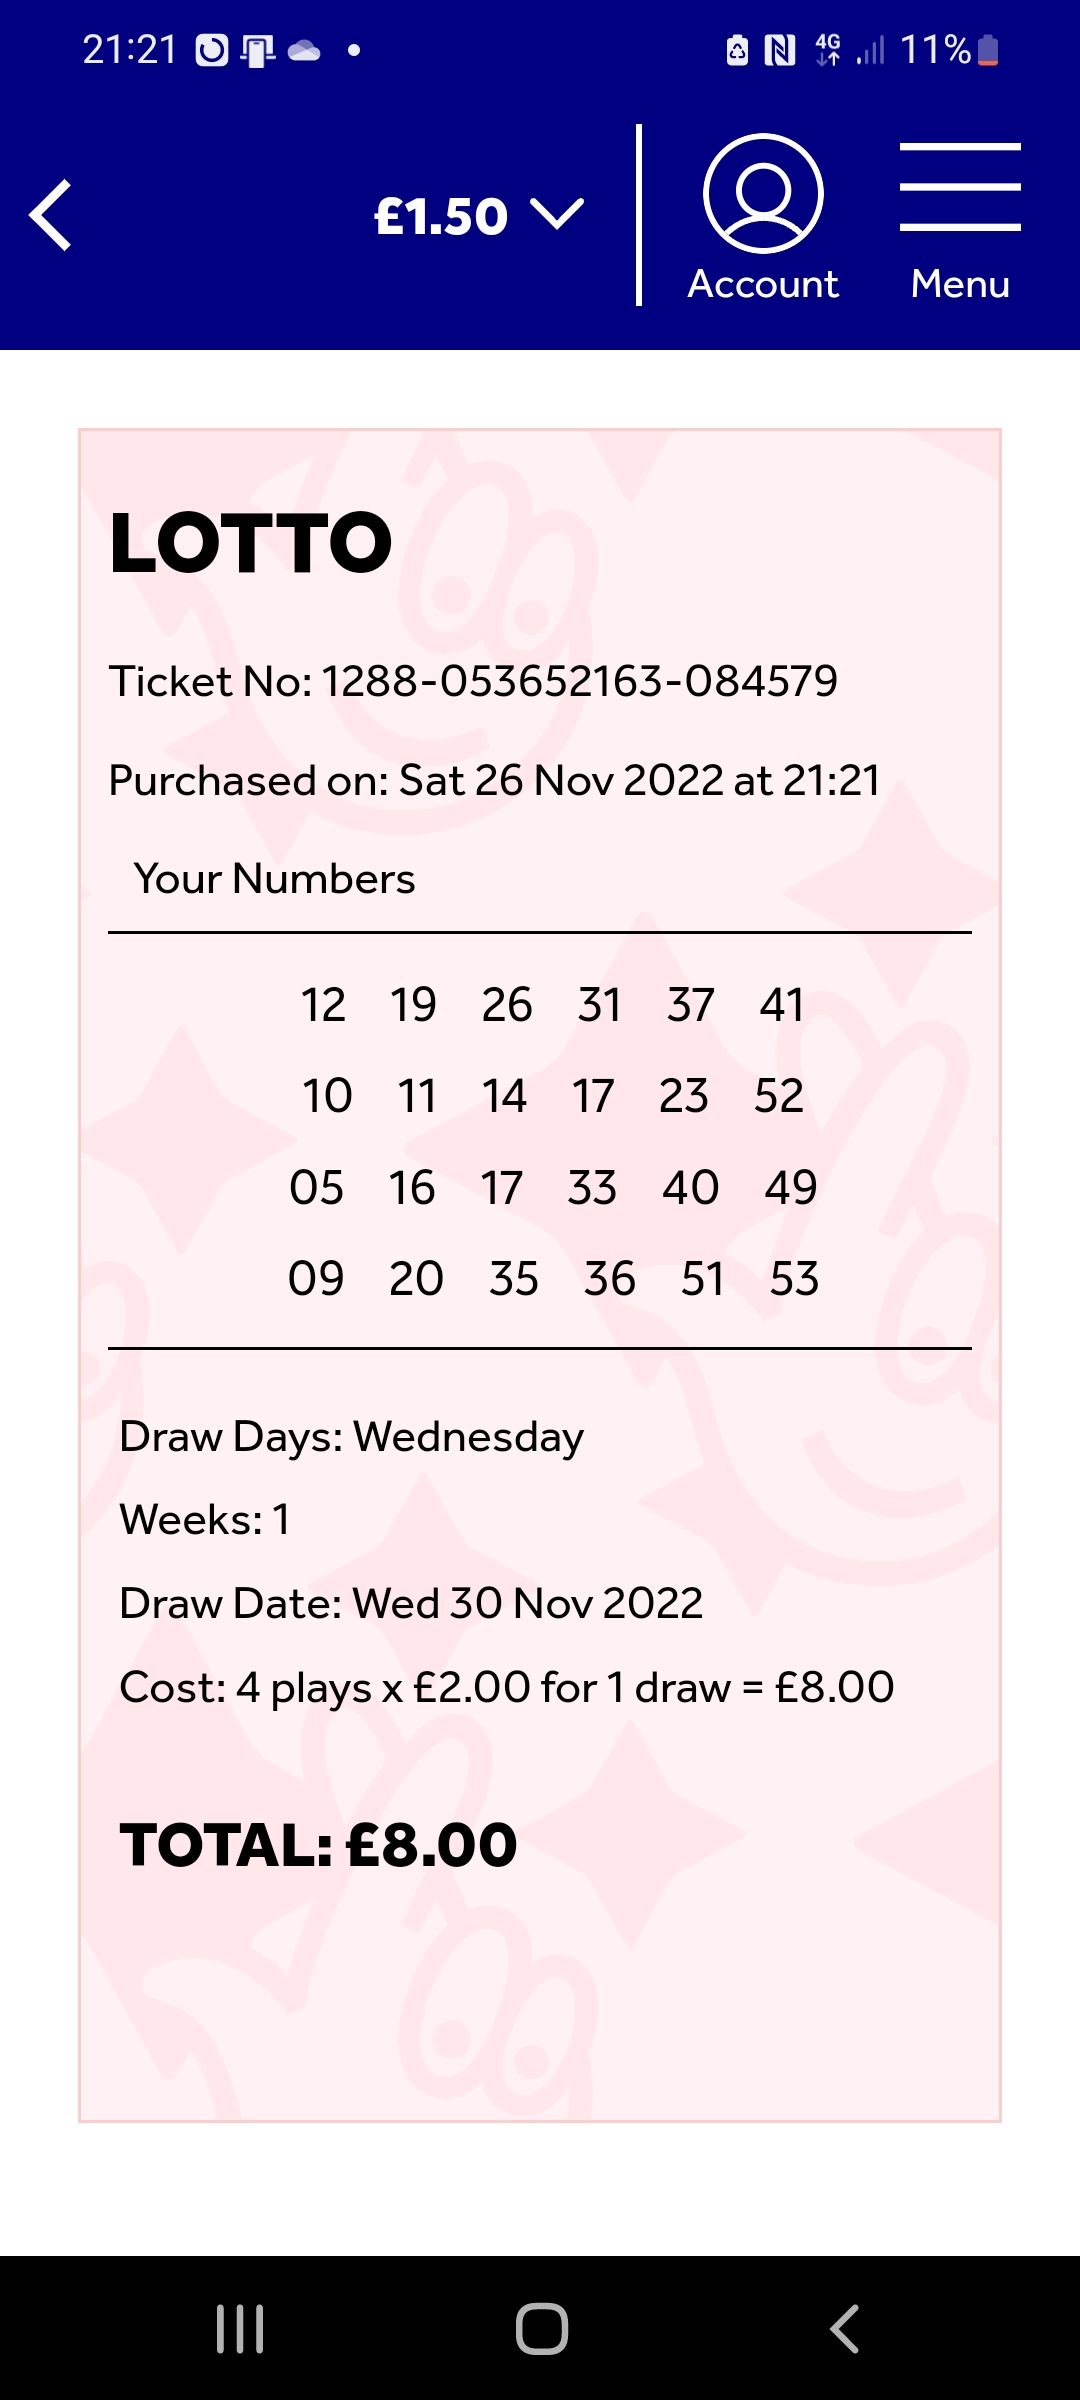 21:21 4G 11%
£1.50
Account Menu
LOTTO
Ticket No: 1288-053652163-084579
Purchased on: Sat 26 Nov 2022 at 21:21
Your Numbers
12 19 26 31 37 41
10 11 14 17 23 52
05 16 17 33 40 49
09 20 35 36 51 53
Draw Days: Wednesday
Weeks: 1
Draw Date: Wed 30 Nov 2022
Cost: 4 plays x £2.00 for 1 draw = £8.00
TOTAL: £8.00